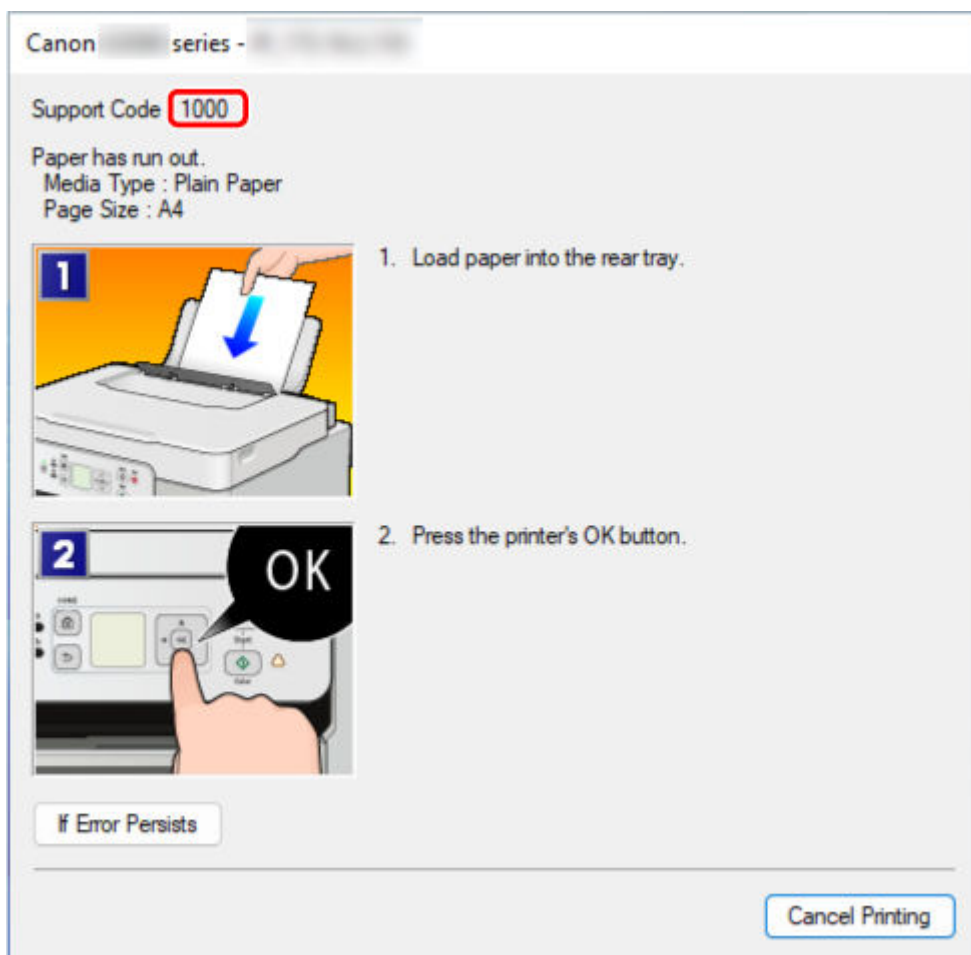 Canon series -
Support Code 1000
Paper has run out.
Media Type : Plain Paper
Page Size : A4
1
1. Load paper into the rear tray.
2
OK
2. Press the printer's OK button.
If Error Persists
Cancel Printing